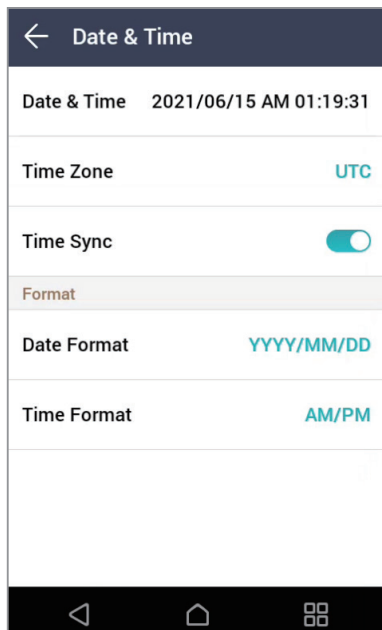 Date & Time
Date & Time 2021/06/15 AM 01:19:31
Time Zone UTC
Time Sync
Format
Date Format YYYY/MM/DD
Time Format AM/PM